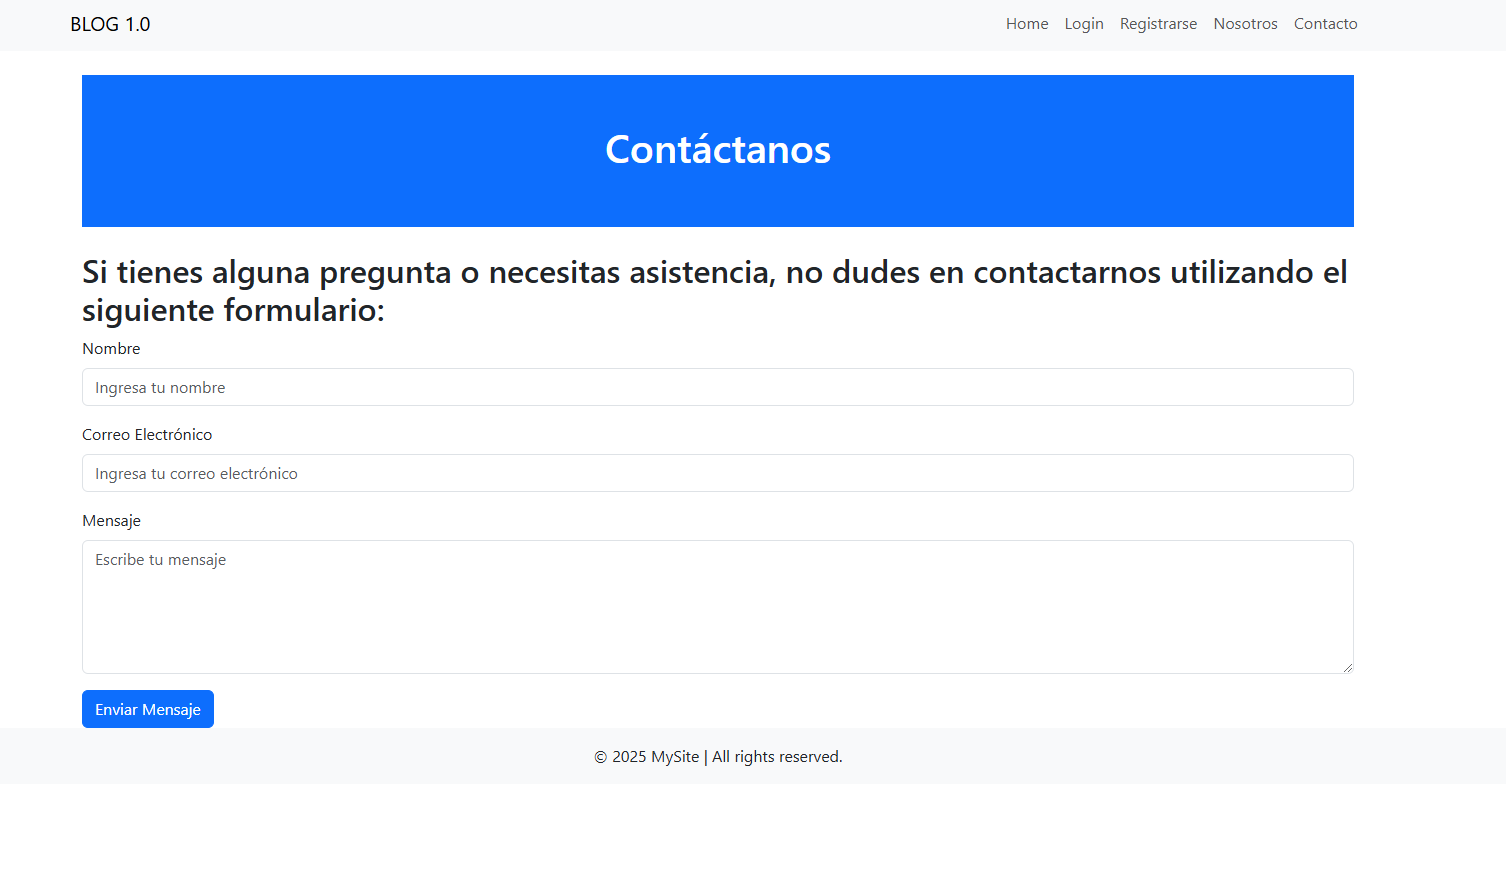 BLOG 1.0
Home Login Registrarse Nosotros Contacto
Contáctanos
Si tienes alguna pregunta o necesitas asistencia, no dudes en contactarnos utilizando el
siguiente formulario:
Nombre
Ingresa tu nombre
Correo Electrónico
Ingresa tu correo electrónico
Mensaje
Escribe tu mensaje
Enviar Mensaje
© 2025 MySite | All rights reserved.